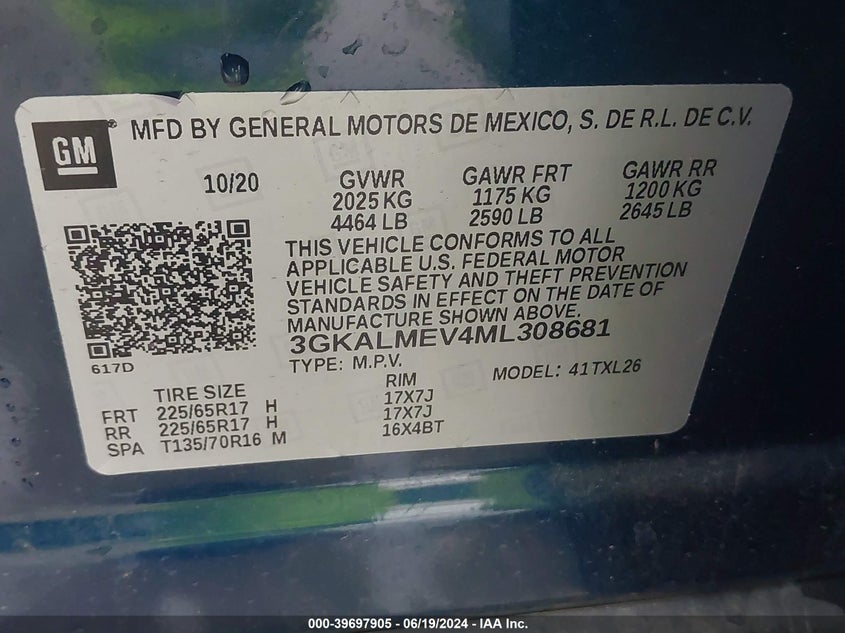 GM® MFD BY GENERAL MOTORS DE MEXICO, S. DE R.L. DE C.V.
10/20 GVWR GAWR FRT GAWR RR
2025 KG 1175 KG 1200 KG
4464 LB 2590 LB 2645 LB
THIS VEHICLE CONFORMS TO ALL
APPLICABLE U.S. FEDERAL MOTOR
VEHICLE SAFETY AND THEFT PREVENTION
STANDARDS IN EFFECT ON THE DATE OF
MANUFACTURE SHOWN ABOVE.
3GKALMEV4ML308681
617D
TYPE: M.P.V. MODEL: 41TXL26
TIRE SIZE RIM
FRT 225/65R17 H 17X7J
RR 225/65R17 H 17X7J
SPA T135/70R16 M 16X4BT
000-39697905 - 06/19/2024 - IAA Inc.